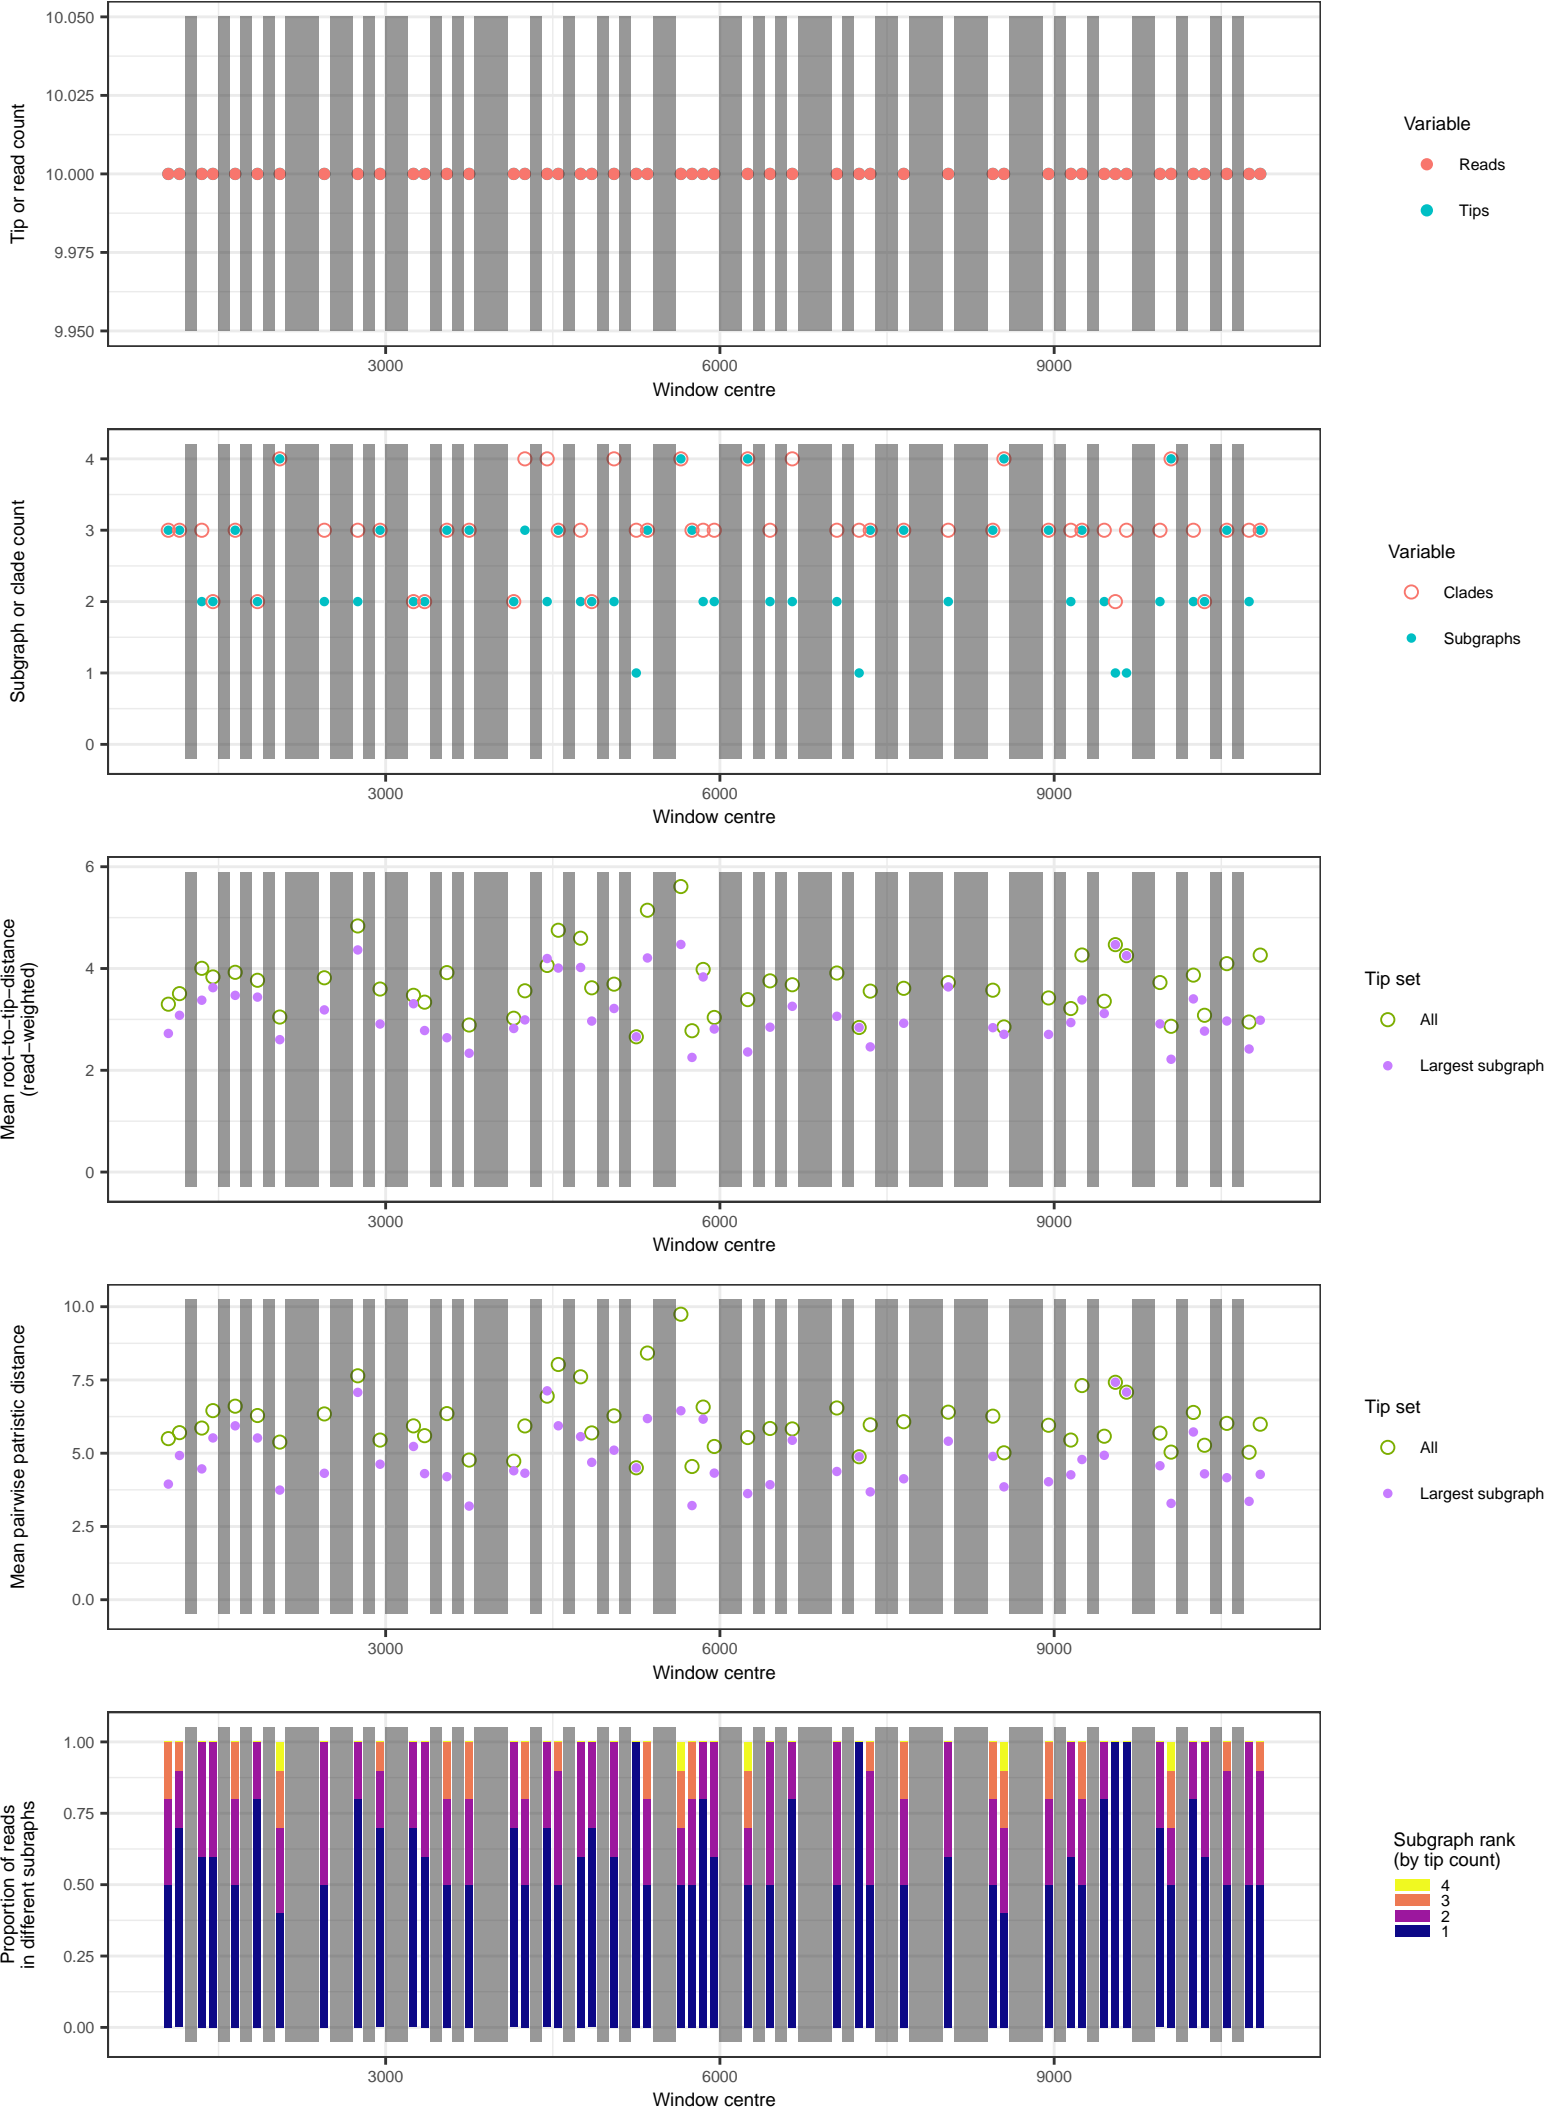 10.050
10.025
10.000
9.975
9.950
Tip or read count
3000
6000
9000
Window centre
Variable
Reads
Tips
4
3
2
1
0
Subgraph or clade count
3000
6000
9000
Window centre
Variable
Clades
Subgraphs
6
4
2
0
Mean root−to−tip−distance
(read−weighted)
3000
6000
9000
Window centre
Tip set
All
Largest subgraph
10.0
7.5
5.0
2.5
0.0
Mean pairwise patristic distance
3000
6000
9000
Window centre
Tip set
All
Largest subgraph
1.00
0.75
0.50
0.25
0.00
Proportion of reads
in different subraphs
3000
6000
9000
Window centre
Subgraph rank
(by tip count)
4
3
2
1